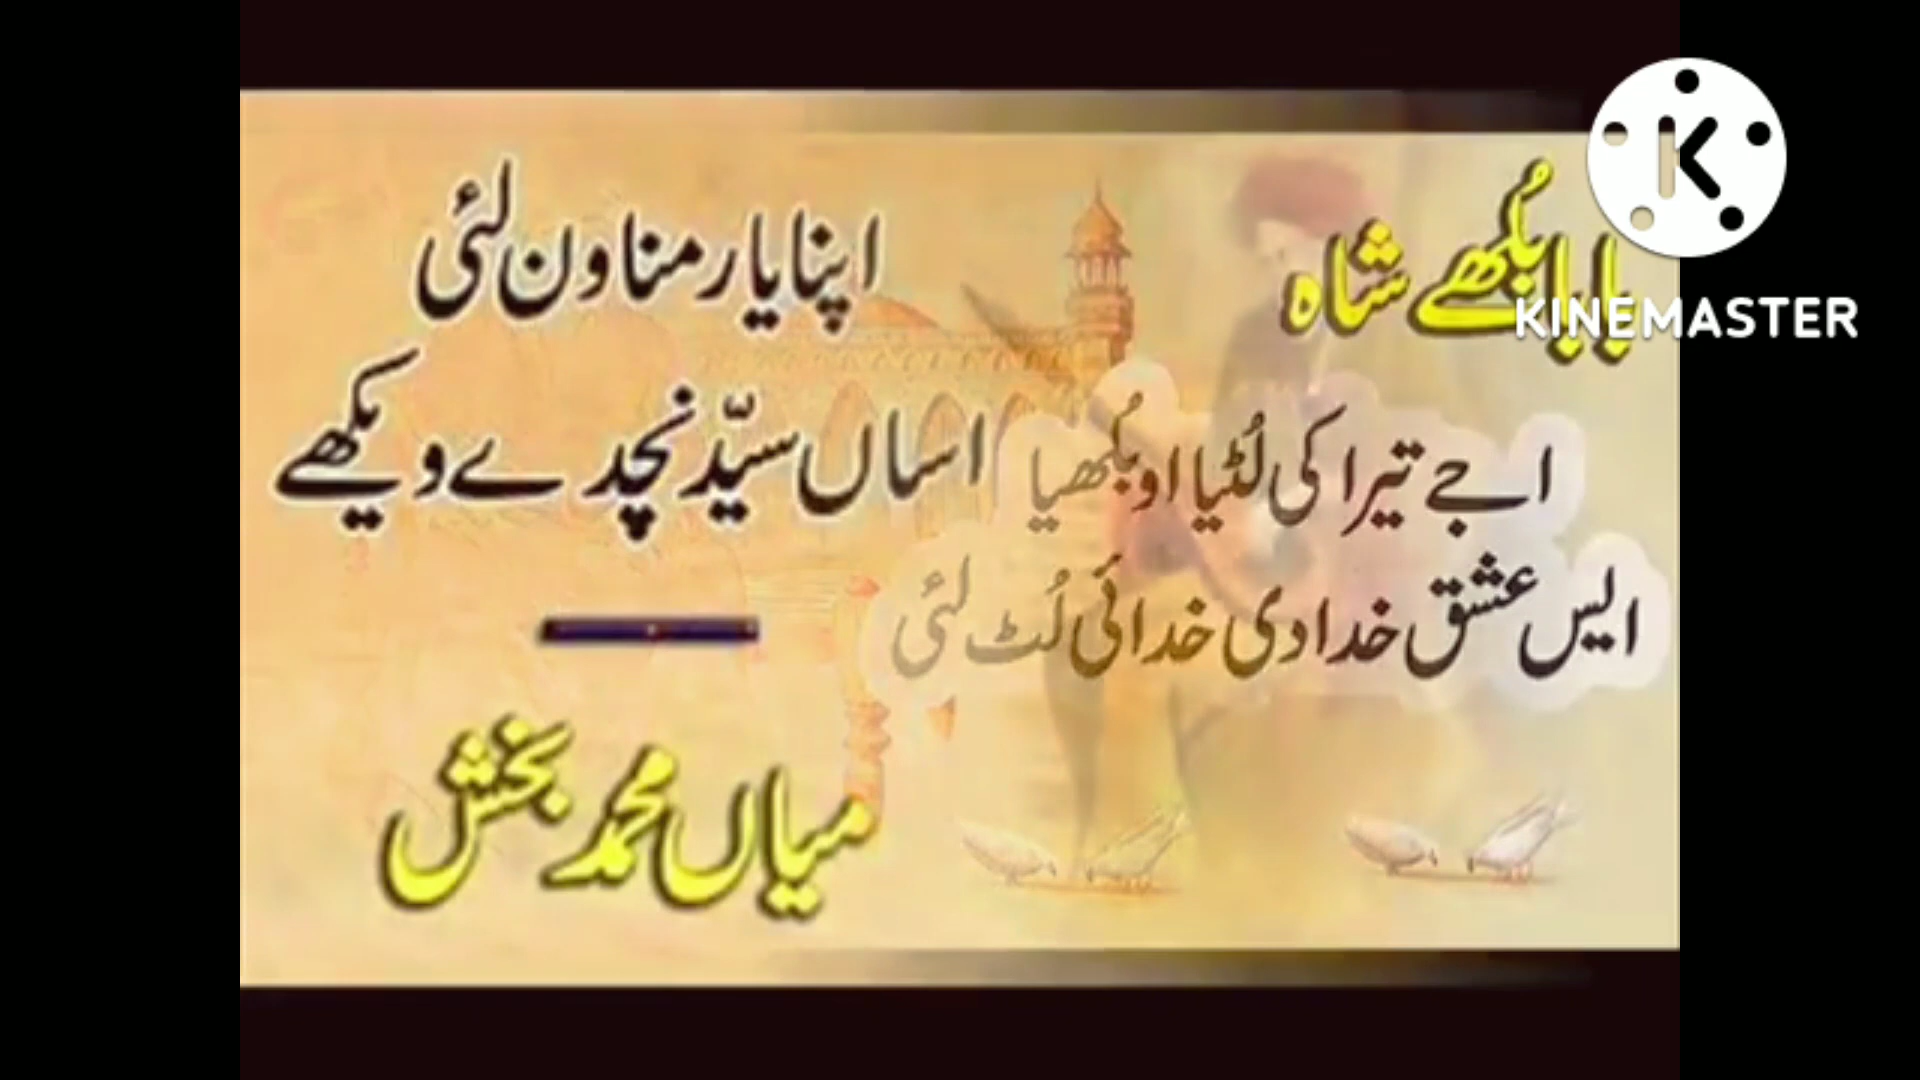 بابا بُلھے شاہ
اجے تیرا کی لُٹیا او بُلھیا
ایس عشق خدا دی خدائی لُٹ لئی
اپنا یار مناون لئی
اساں سیّد نچدے ویکھے
میاں محمد بخش
KINEMASTER